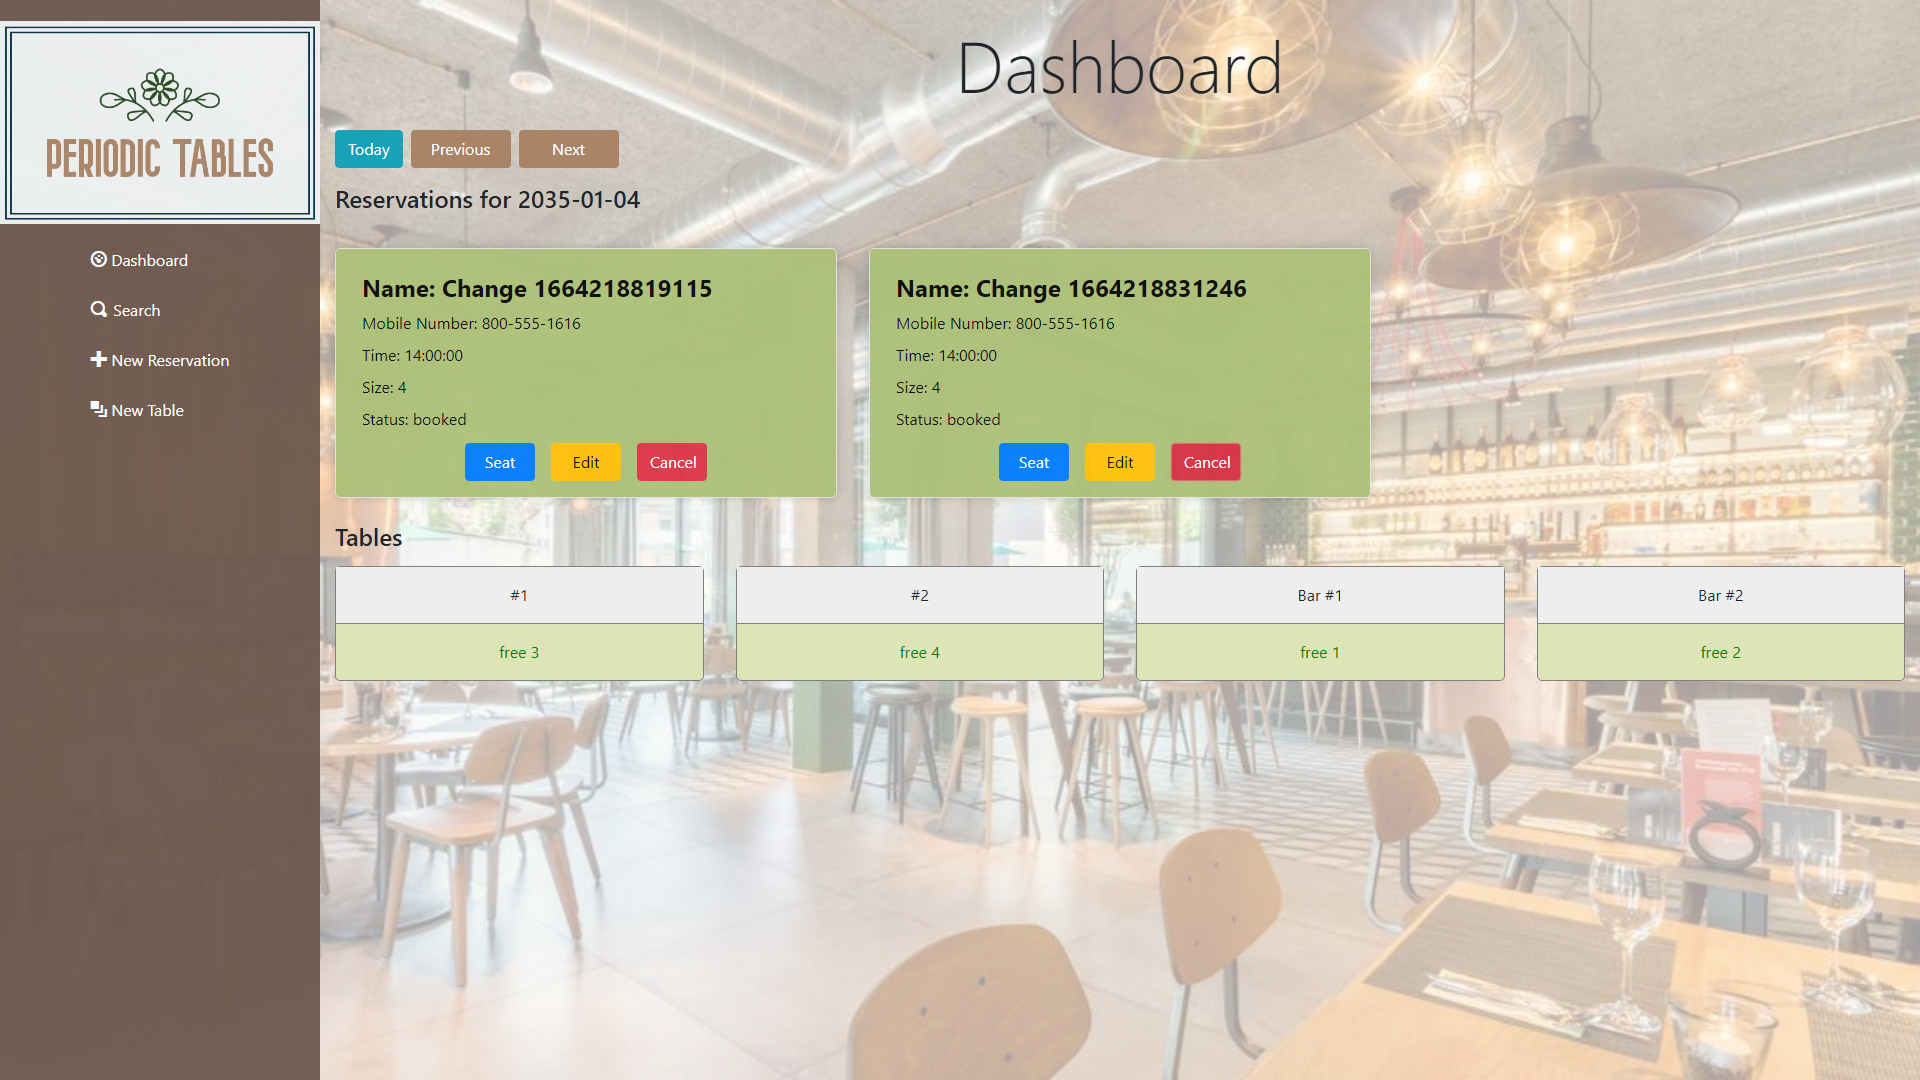 PERIODIC TABLES
Dashboard
Search
New Reservation
New Table
Dashboard
Today Previous Next
Reservations for 2035-01-04
Name: Change 1664218819115
Mobile Number: 800-555-1616
Time: 14:00:00
Size: 4
Status: booked
Seat Edit Cancel
Name: Change 1664218831246
Mobile Number: 800-555-1616
Time: 14:00:00
Size: 4
Status: booked
Seat Edit Cancel
Tables
#1
free 3
#2
free 4
Bar #1
free 1
Bar #2
free 2